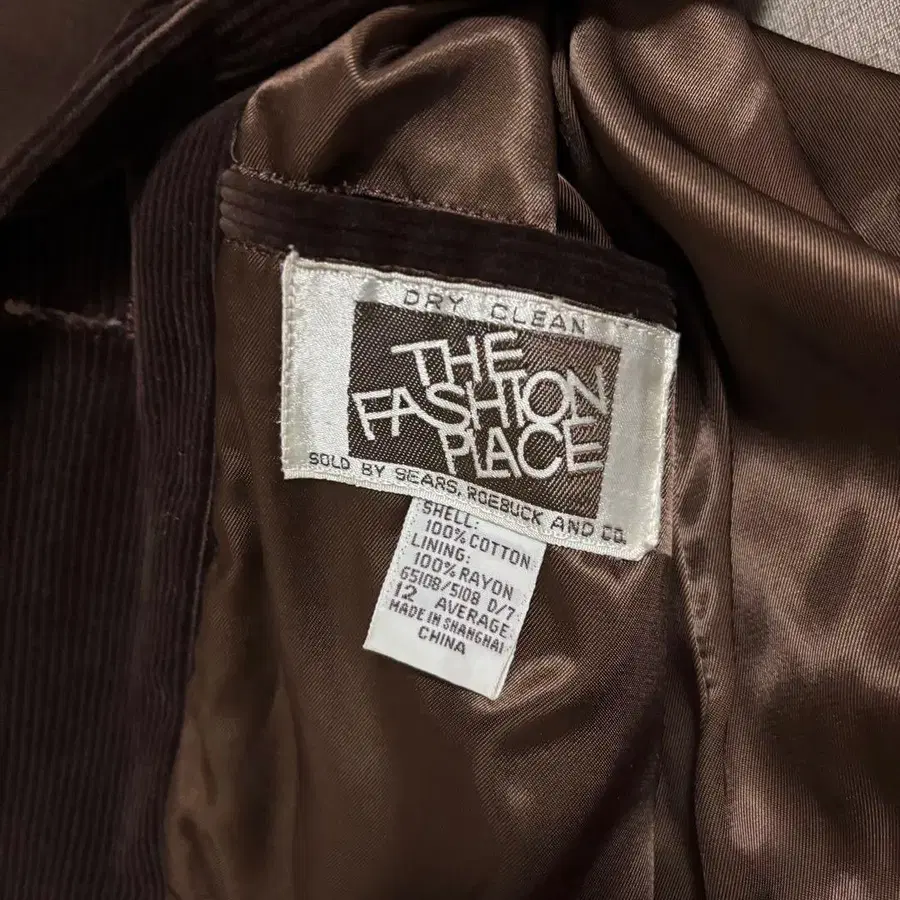 DRY CLEAN
THE
FASHION
PLACE
SOLD BY SEARS, ROEBUCK AND CO.
SHELL:
100% COTTON
LINING:
100% RAYON
65108/5108 D/7
12 AVERAGE
MADE IN SHANGHAI
CHINA